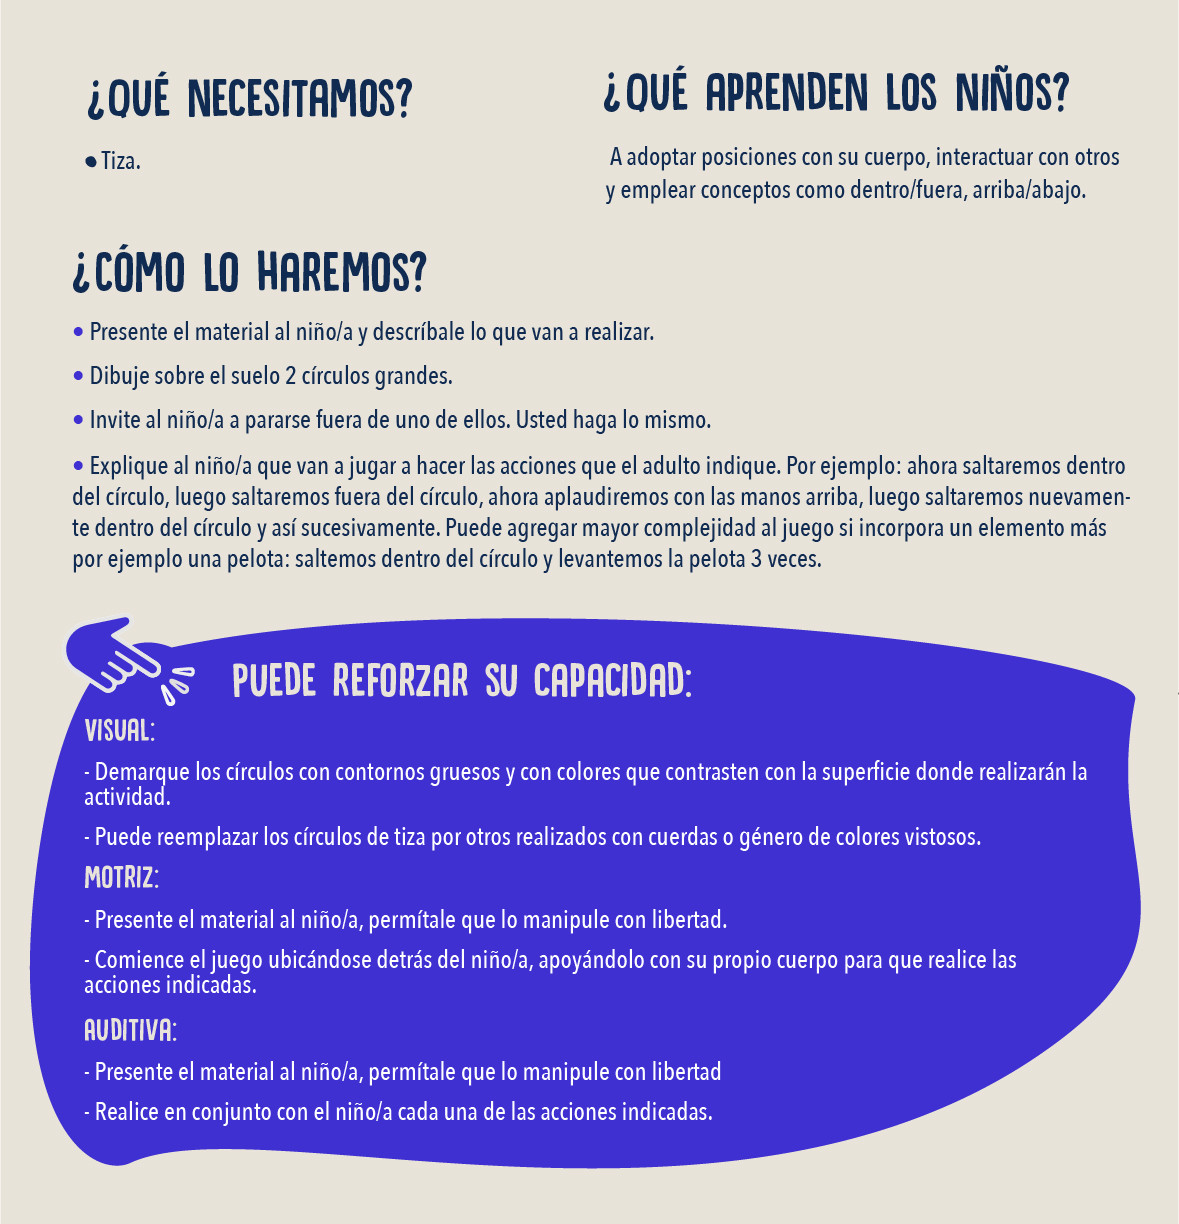 ¿QUÉ NECESITAMOS?
• Tiza.
¿QUÉ APRENDEN LOS NIÑOS?
A adoptar posiciones con su cuerpo, interactuar con otros
y emplear conceptos como dentro/fuera, arriba/abajo.
¿CÓMO LO HAREMOS?
• Presente el material al niño/a y descríbale lo que van a realizar.
• Dibuje sobre el suelo 2 círculos grandes.
• Invite al niño/a a pararse fuera de uno de ellos. Usted haga lo mismo.
• Explique al niño/a que van a jugar a hacer las acciones que el adulto indique. Por ejemplo: ahora saltaremos dentro
del círculo, luego saltaremos fuera del círculo, ahora aplaudiremos con las manos arriba, luego saltaremos nuevamen-
te dentro del círculo y así sucesivamente. Puede agregar mayor complejidad al juego si incorpora un elemento más
por ejemplo una pelota: saltemos dentro del círculo y levantemos la pelota 3 veces.
PUEDE REFORZAR SU CAPACIDAD:
VISUAL:
- Demarque los círculos con contornos gruesos y con colores que contrasten con la superficie donde realizarán la
actividad.
- Puede reemplazar los círculos de tiza por otros realizados con cuerdas o género de colores vistosos.
MOTRIZ:
- Presente el material al niño/a, permítale que lo manipule con libertad.
- Comience el juego ubicándose detrás del niño/a, apoyándolo con su propio cuerpo para que realice las
acciones indicadas.
AUDITIVA:
- Presente el material al niño/a, permítale que lo manipule con libertad
- Realice en conjunto con el niño/a cada una de las acciones indicadas.